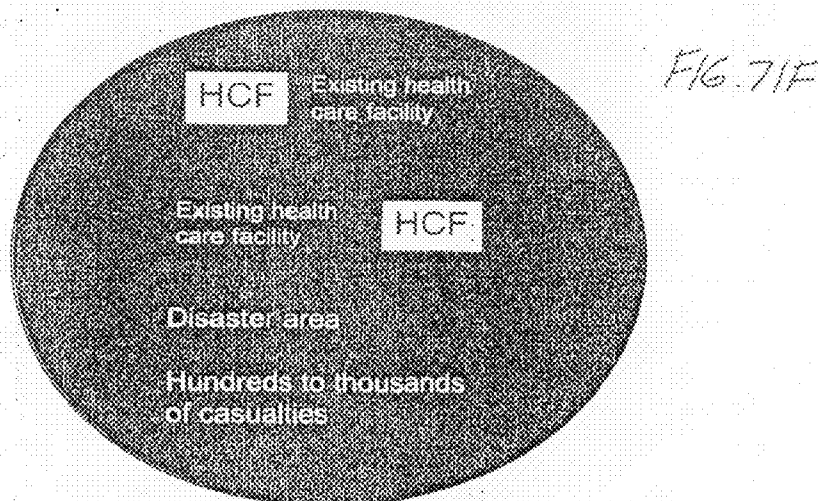 FIG. 71F
HCF
Existing health
care facility
Existing health
care facility
HCF
Disaster area
Hundreds to thousands
of casualties